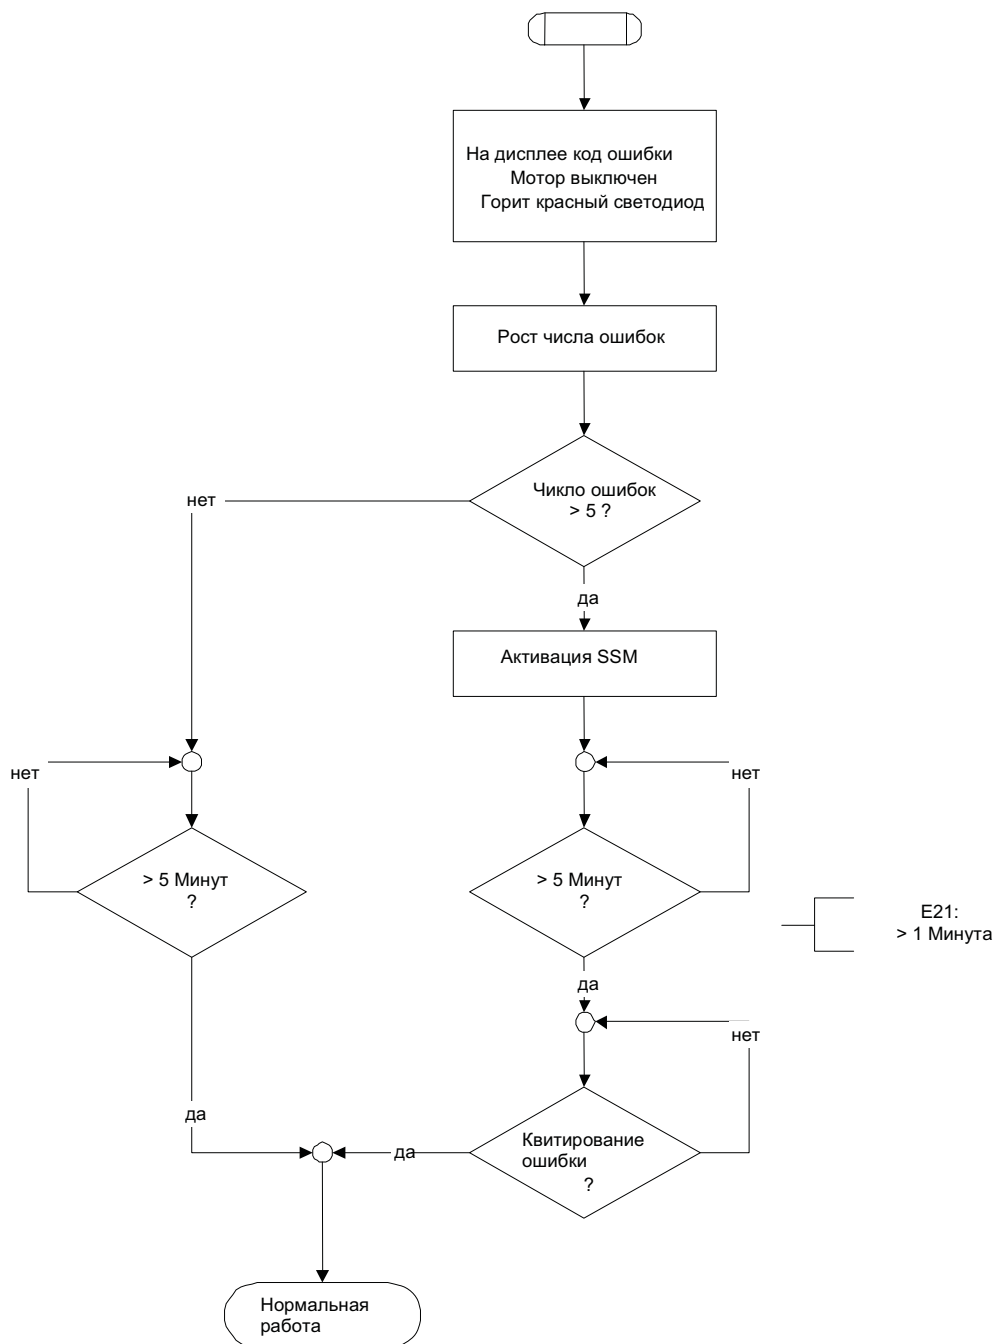 На дисплее код ошибки
Мотор выключен
Горит красный светодиод
Рост числа ошибок
Чикло ошибок
> 5 ?
нет
да
Активация SSM
нет
нет
> 5 Минут
?
> 5 Минут
?
E21:
> 1 Минута
да
нет
да
да
Квитирование
ошибки
?
Нормальная
работа